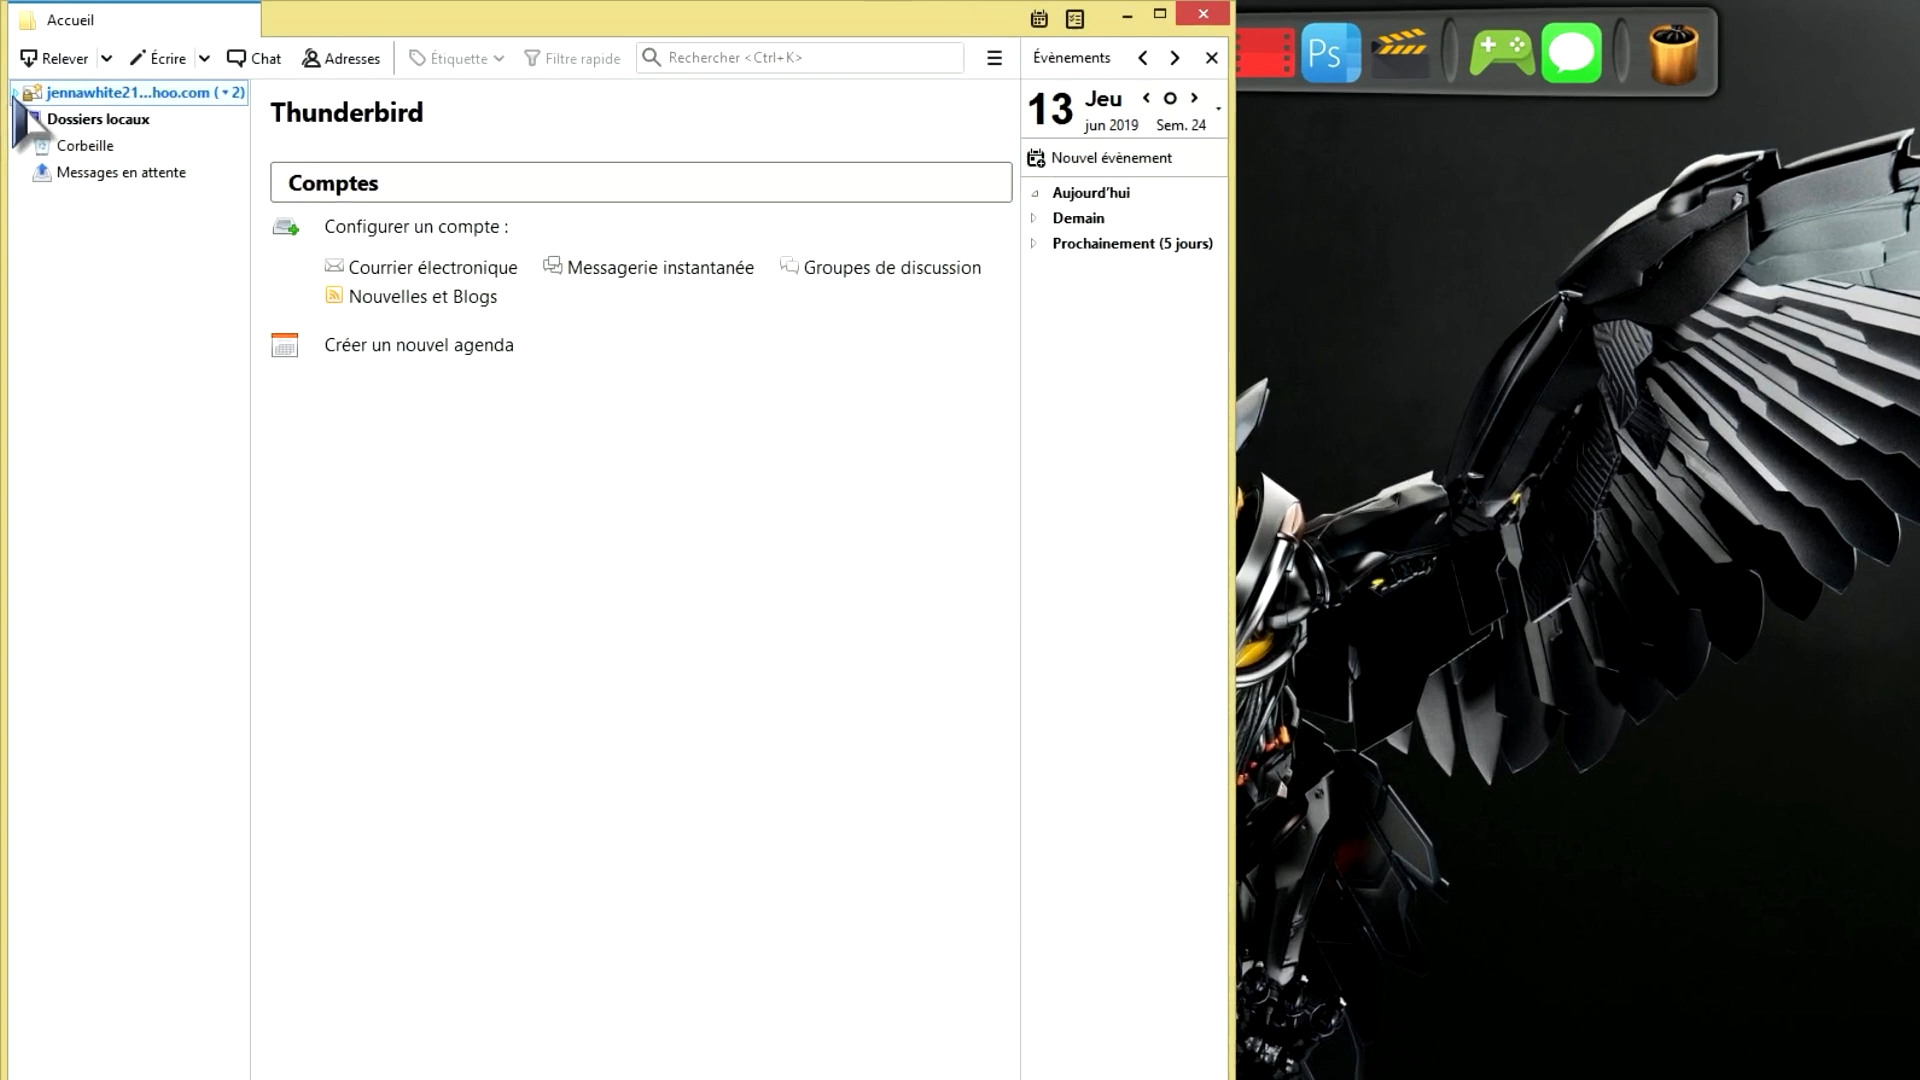 Accueil
Relever Écrire Chat Adresses Étiquette Filtre rapide Rechercher <Ctrl+K>
jennawhite21...hoo.com (▾2)
Dossiers locaux
Corbeille
Messages en attente
Thunderbird
Comptes
Configurer un compte :
Courrier électronique Messagerie instantanée Groupes de discussion
Nouvelles et Blogs
Créer un nouvel agenda
Évènements
13 Jeu
jun 2019 Sem. 24
Nouvel évènement
Aujourd'hui
Demain
Prochainement (5 jours)
Ps